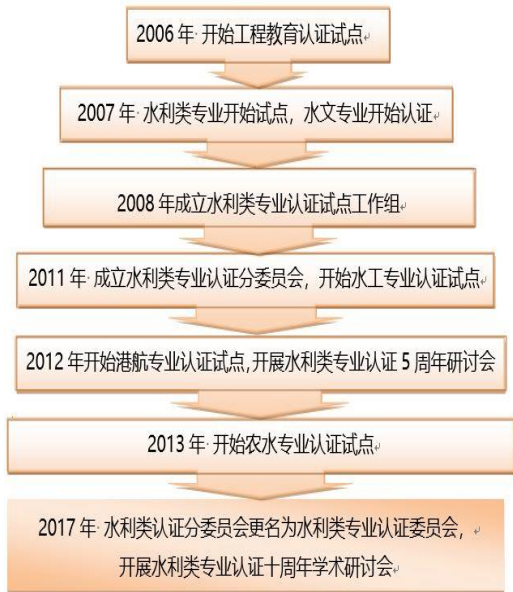 2006 年 开始工程教育认证试点
2007 年 水利类专业开始试点，水文专业开始认证
2008 年成立水利类专业认证试点工作组
2011 年 成立水利类专业认证分委员会，开始水工专业认证试点
2012 年开始港航专业认证试点，开展水利类专业认证 5 周年研讨会
2013 年 开始农水专业认证试点
2017 年 水利类认证分委员会更名为水利类专业认证委员会，
开展水利类专业认证十周年学术研讨会